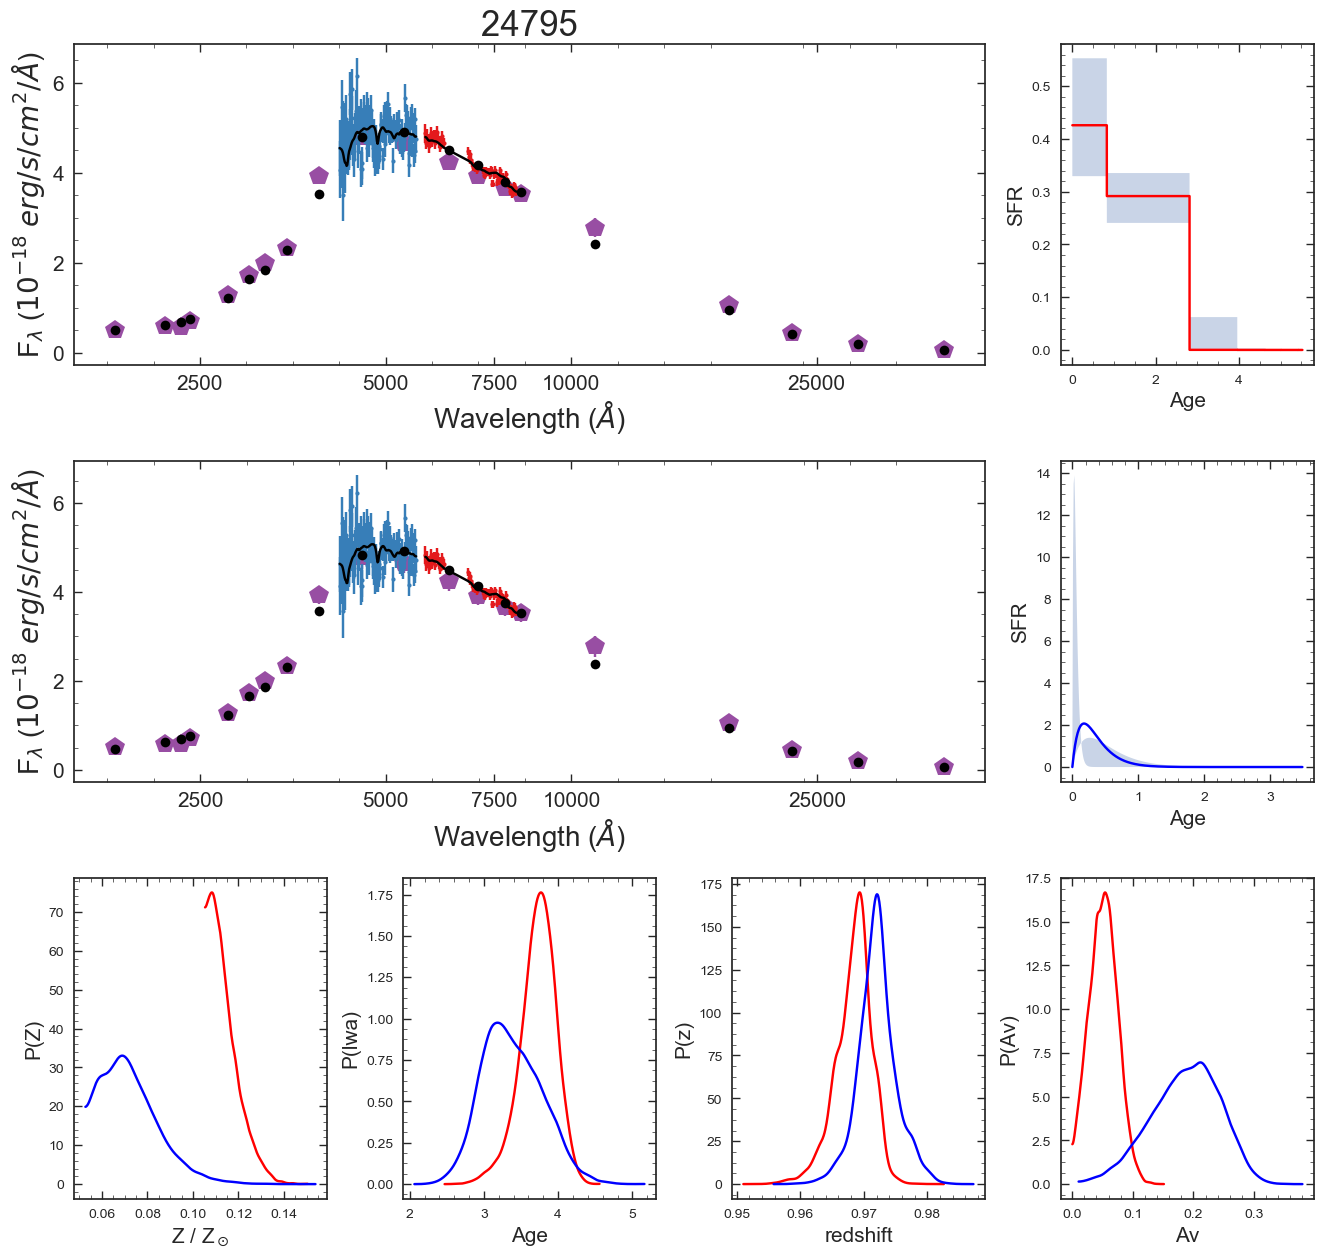 24795
F_λ (10^{-18} erg/s/cm^2/Å)
6
4
2
0
2500 5000 7500 10000 25000
Wavelength (Å)
SFR
0.5
0.4
0.3
0.2
0.1
0.0
0 2 4
Age
F_λ (10^{-18} erg/s/cm^2/Å)
6
4
2
0
2500 5000 7500 10000 25000
Wavelength (Å)
SFR
14
12
10
8
6
4
2
0
0 1 2 3
Age
P(Z)
70
60
50
40
30
20
10
0
0.06 0.08 0.10 0.12 0.14
Z / Z_⊙
P(lwa)
1.75
1.50
1.25
1.00
0.75
0.50
0.25
0.00
2 3 4 5
Age
P(z)
175
150
125
100
75
50
25
0
0.95 0.96 0.97 0.98
redshift
P(Av)
17.5
15.0
12.5
10.0
7.5
5.0
2.5
0.0
0.0 0.1 0.2 0.3
Av